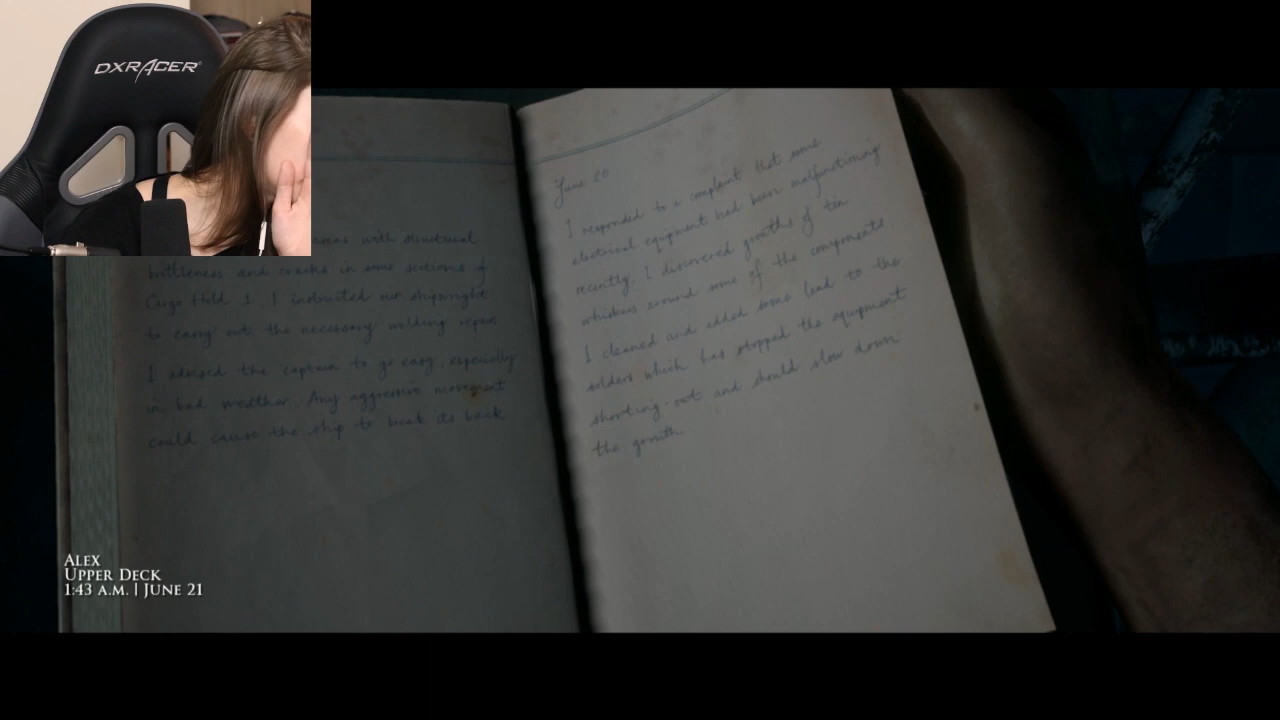 DXRACER
areas with structural
brittleness and cracks in some sections of
Cargo Hold 1. I instructed our shipwright
to carry out the necessary welding repair.
I advised the captain to go easy, especially
in bad weather. Any aggressive movement
could cause the ship to break its back
June 20
I responded to a complaint that some
electrical equipment had been malfunctioning
recently. I discovered growths of tin
whiskers around some of the components.
I cleaned and added some lead to the
solders which has stopped the equipment
shorting-out and should slow down
the growth.
ALEX
UPPER DECK
1:43 A.M. | JUNE 21